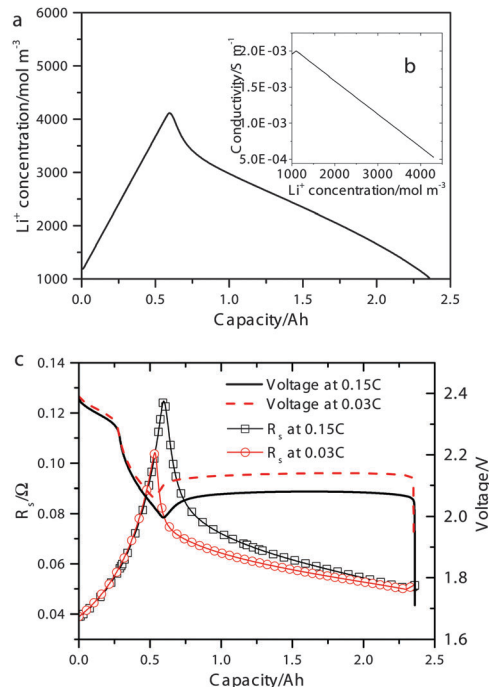 a
Li⁺ concentration/mol m⁻³
6000
5000
4000
3000
2000
1000
0.0
0.5
1.0
1.5
2.0
2.5
Capacity/Ah
b
Conductivity/S m⁻¹
2.0E-03
1.5E-03
1.0E-03
5.0E-04
1000
2000
3000
4000
Li⁺ concentration/mol m⁻³
c
Rₛ/Ω
0.14
0.12
0.10
0.08
0.06
0.04
Voltage at 0.15C
Voltage at 0.03C
Rₛ at 0.15C
Rₛ at 0.03C
2.4
2.2
2.0
1.8
1.6
Voltage/V
0.0
0.5
1.0
1.5
2.0
2.5
Capacity/Ah